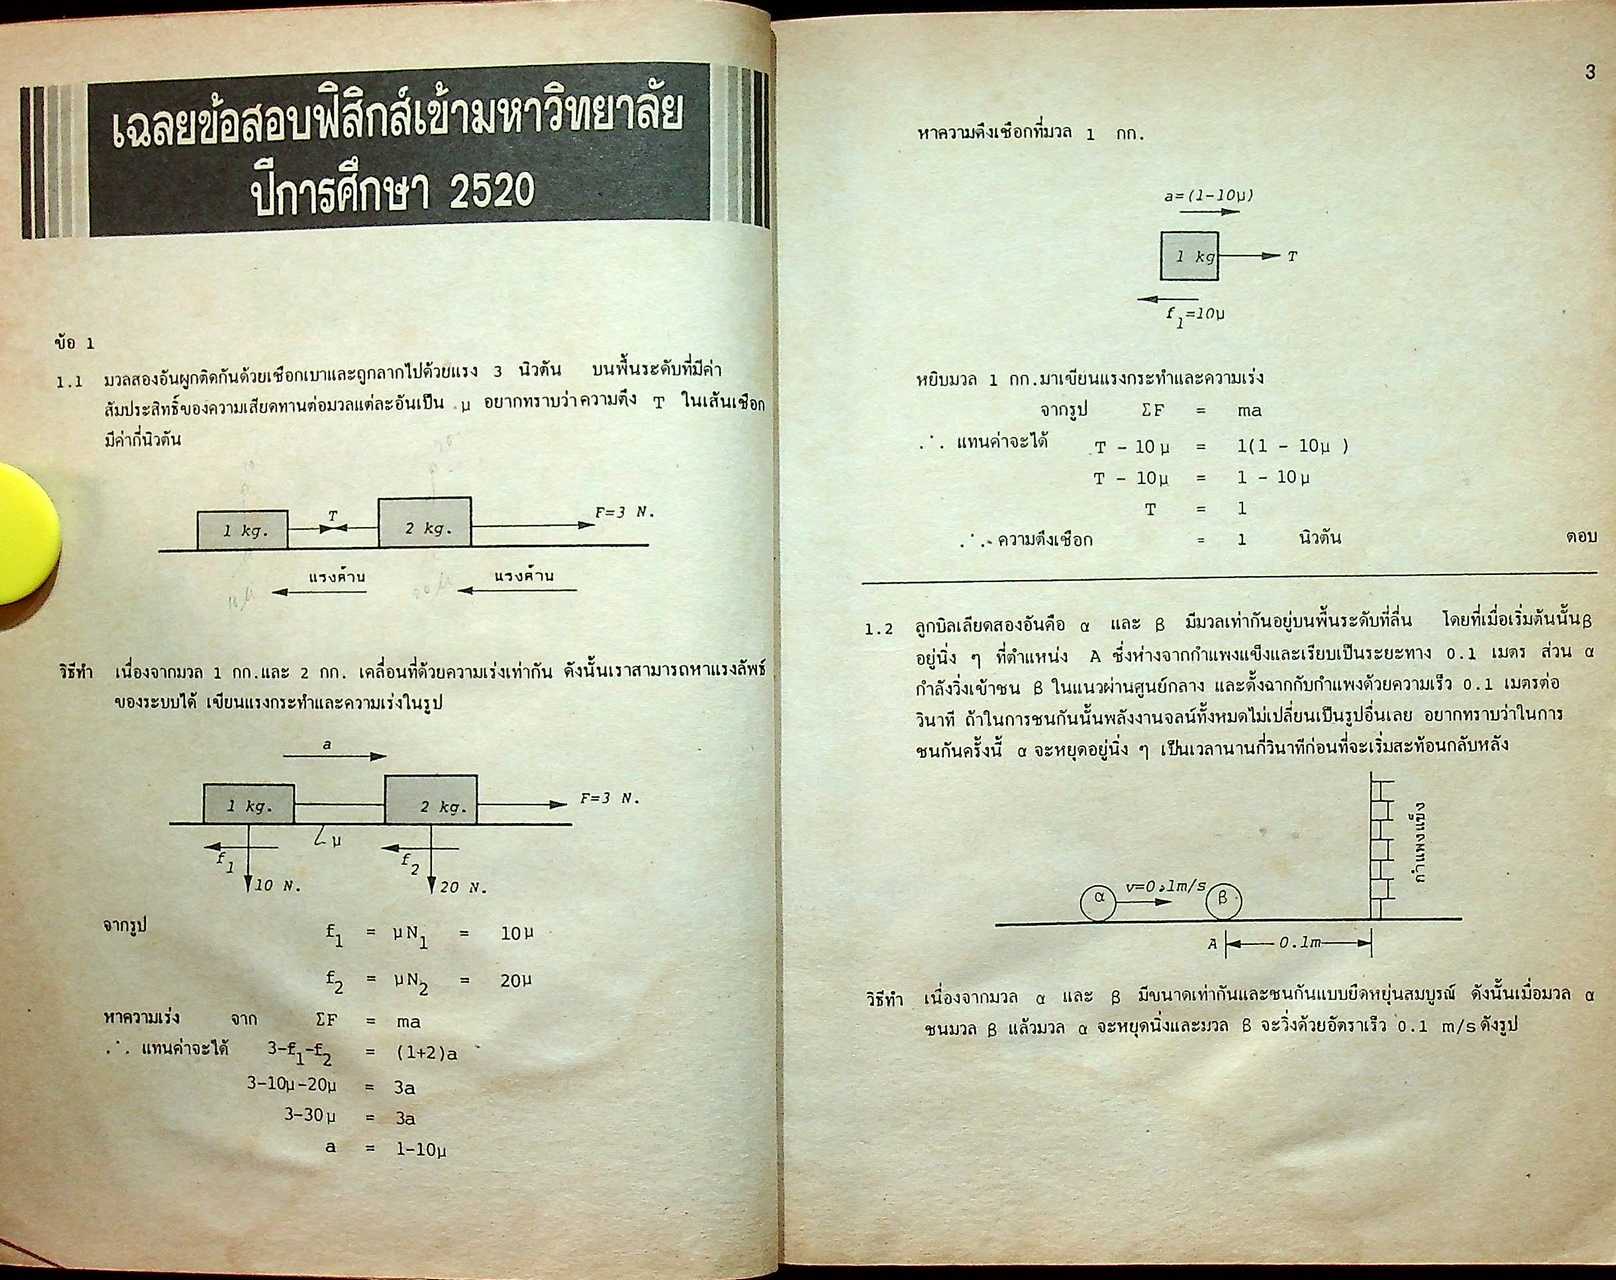 เฉลยข้อสอบฟิสิกส์เข้ามหาวิทยาลัย
ปีการศึกษา 2520
ข้อ 1
1.1 มวลสองอันผูกติดกันด้วยเชือกเบาและถูกลากไปด้วยแรง 3 นิวตัน บนพื้นระดับที่มีค่า
สัมประสิทธิ์ของความเสียดทานต่อมวลแต่ละอันเป็น μ อยากทราบว่าความตึง T ในเส้นเชือก
มีค่ากี่นิวตัน
1 kg. T 2 kg. F=3 N.
แรงค้าน แรงค้าน
10μ 20μ
วิธีทำ เนื่องจากมวล 1 กก.และ 2 กก. เคลื่อนที่ด้วยความเร่งเท่ากัน ดังนั้นเราสามารถหาแรงลัพธ์
ของระบบได้ เขียนแรงกระทำและความเร่งในรูป
a
1 kg. 2 kg. F=3 N.
μ
f1 f2
10 N. 20 N.
จากรูป f1 = μN1 = 10μ
f2 = μN2 = 20μ
หาความเร่ง จาก ΣF = ma
∴ แทนค่าจะได้ 3-f1-f2 = (1+2)a
3-10μ-20μ = 3a
3-30μ = 3a
a = 1-10μ
3
หาความตึงเชือกที่มวล 1 กก.
a=(1-10μ)
1 kg T
f1=10μ
หยิบมวล 1 กก.มาเขียนแรงกระทำและความเร่ง
จากรูป ΣF = ma
∴ แทนค่าจะได้ T - 10μ = 1(1 - 10μ )
T - 10μ = 1 - 10μ
T = 1
∴ ความตึงเชือก = 1 นิวตัน ตอบ
1.2 ลูกบิลเลียดสองอันคือ α และ β มีมวลเท่ากันอยู่บนพื้นระดับที่ลื่น โดยที่เมื่อเริ่มต้นนั้นβ
อยู่นิ่ง ๆ ที่ตำแหน่ง A ซึ่งห่างจากกำแพงแข็งและเรียบเป็นระยะทาง 0.1 เมตร ส่วน α
กำลังวิ่งเข้าชน β ในแนวผ่านศูนย์กลาง และตั้งฉากกับกำแพงด้วยความเร็ว 0.1 เมตรต่อ
วินาที ถ้าในการชนกันนั้นพลังงานจลน์ทั้งหมดไม่เปลี่ยนเป็นรูปอื่นเลย อยากทราบว่าในการ
ชนกันครั้งนี้ α จะหยุดอยู่นิ่ง ๆ เป็นเวลานานกี่วินาทีก่อนที่จะเริ่มสะท้อนกลับหลัง
กำแพงแข็ง
α v=0.1m/s β
A 0.1m
วิธีทำ เนื่องจากมวล α และ β มีขนาดเท่ากันและชนกันแบบยืดหยุ่นสมบูรณ์ ดังนั้นเมื่อมวล α
ชนมวล β แล้วมวล α จะหยุดนิ่งและมวล β จะวิ่งด้วยอัตราเร็ว 0.1 m/s ดังรูป